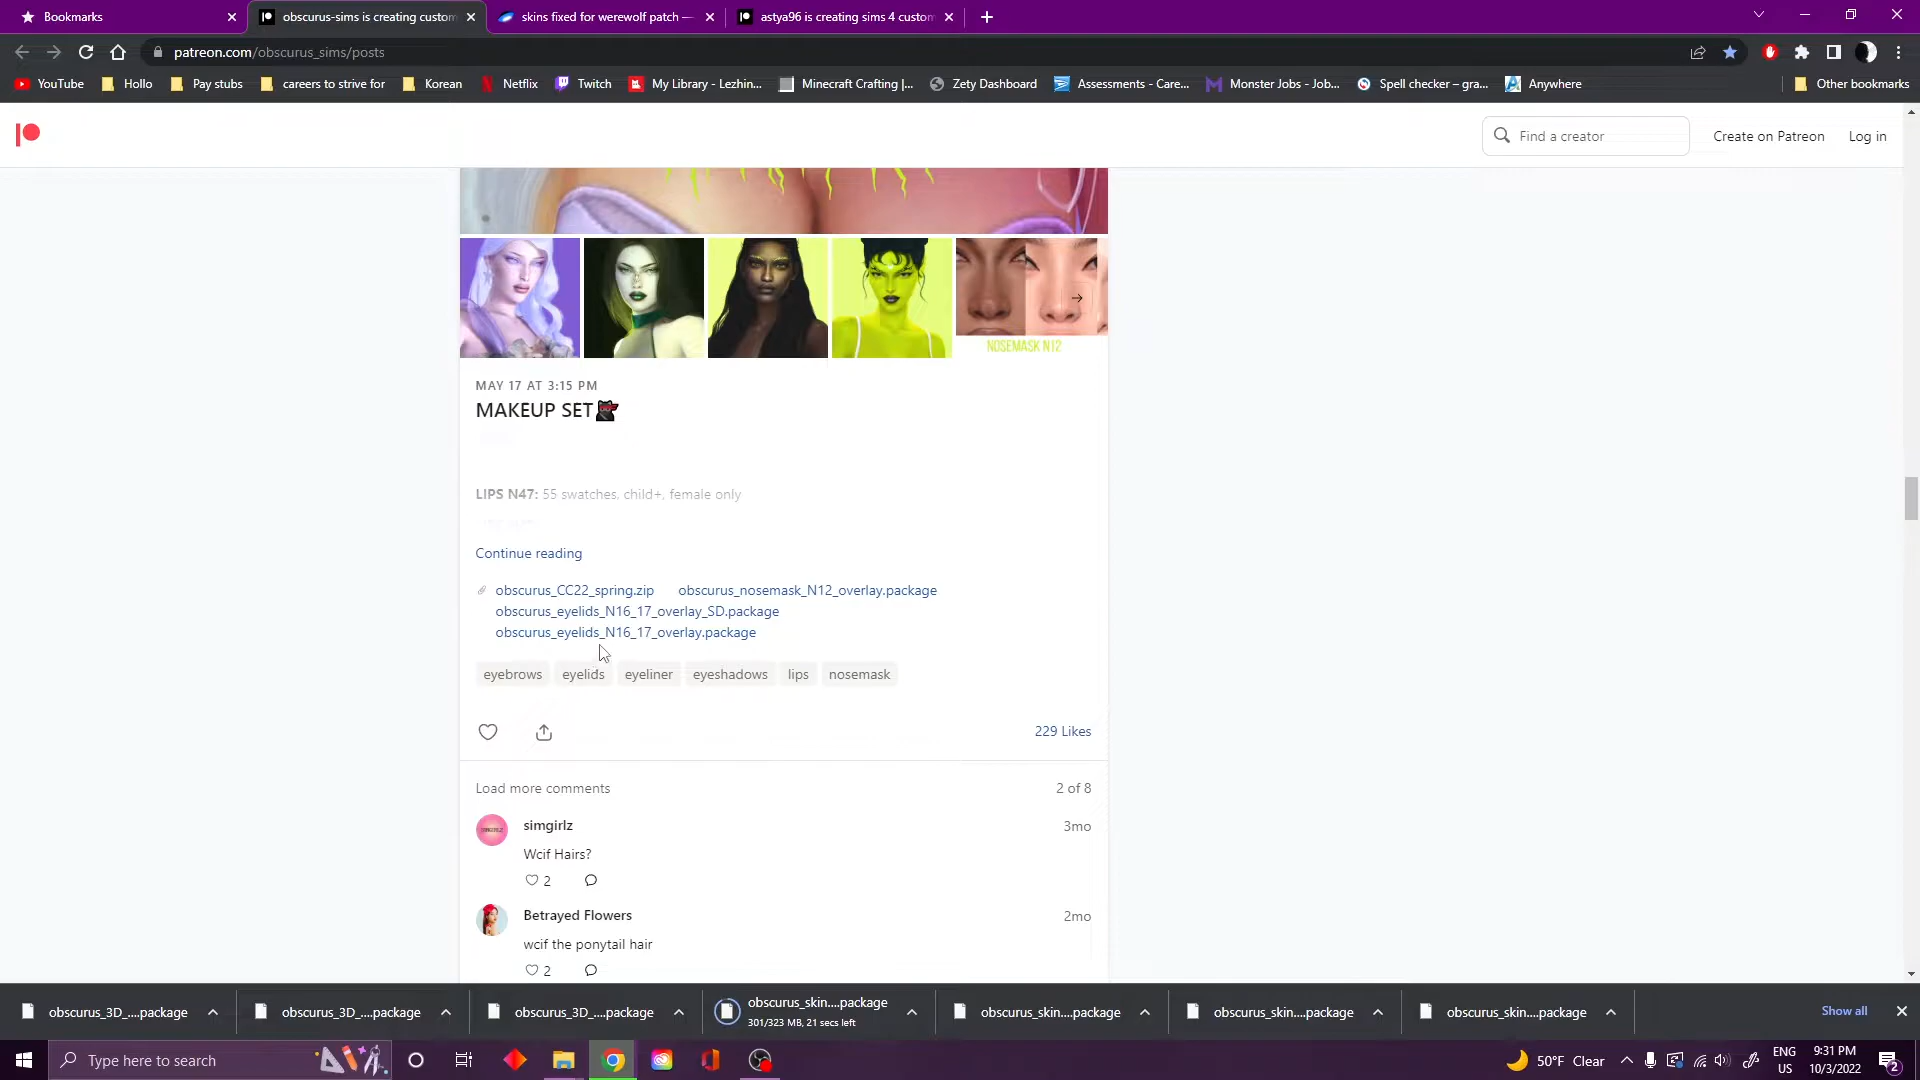 Bookmarks
obscurus-sims is creating custom
skins fixed for werewolf patch —
astya96 is creating sims 4 custom
patreon.com/obscurus_sims/posts
YouTube
Hollo
Pay stubs
careers to strive for
Korean
Netflix
Twitch
My Library - Lezhin...
Minecraft Crafting |...
Zety Dashboard
Assessments - Care...
Monster Jobs - Job...
Spell checker – gra...
Anywhere
Other bookmarks
Find a creator
Create on Patreon
Log in
NOSEMASK N12
MAY 17 AT 3:15 PM
MAKEUP SET
LIPS N47: 55 swatches, child+, female only
Continue reading
obscurus_CC22_spring.zip
obscurus_nosemask_N12_overlay.package
obscurus_eyelids_N16_17_overlay_SD.package
obscurus_eyelids_N16_17_overlay.package
eyebrows
eyelids
eyeliner
eyeshadows
lips
nosemask
229 Likes
Load more comments
2 of 8
simgirlz
3mo
Wcif Hairs?
2
Betrayed Flowers
2mo
wcif the ponytail hair
2
obscurus_3D_....package
obscurus_3D_....package
obscurus_3D_....package
obscurus_skin....package
301/323 MB, 21 secs left
obscurus_skin....package
obscurus_skin....package
obscurus_skin....package
Show all
Type here to search
50°F Clear
ENG
US
9:31 PM
10/3/2022
2